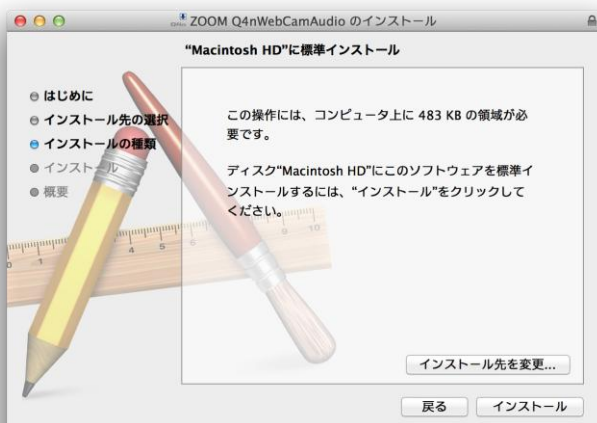 ZOOM Q4nWebCamAudio のインストール
“Macintosh HD”に標準インストール
はじめに
インストール先の選択
インストールの種類
インストール
概要
この操作には、コンピュータ上に 483 KB の領域が必
要です。
ディスク“Macintosh HD”にこのソフトウェアを標準イ
ンストールするには、“インストール”をクリックして
ください。
0 1 4 5 6 9 10
インストール先を変更...
戻る
インストール